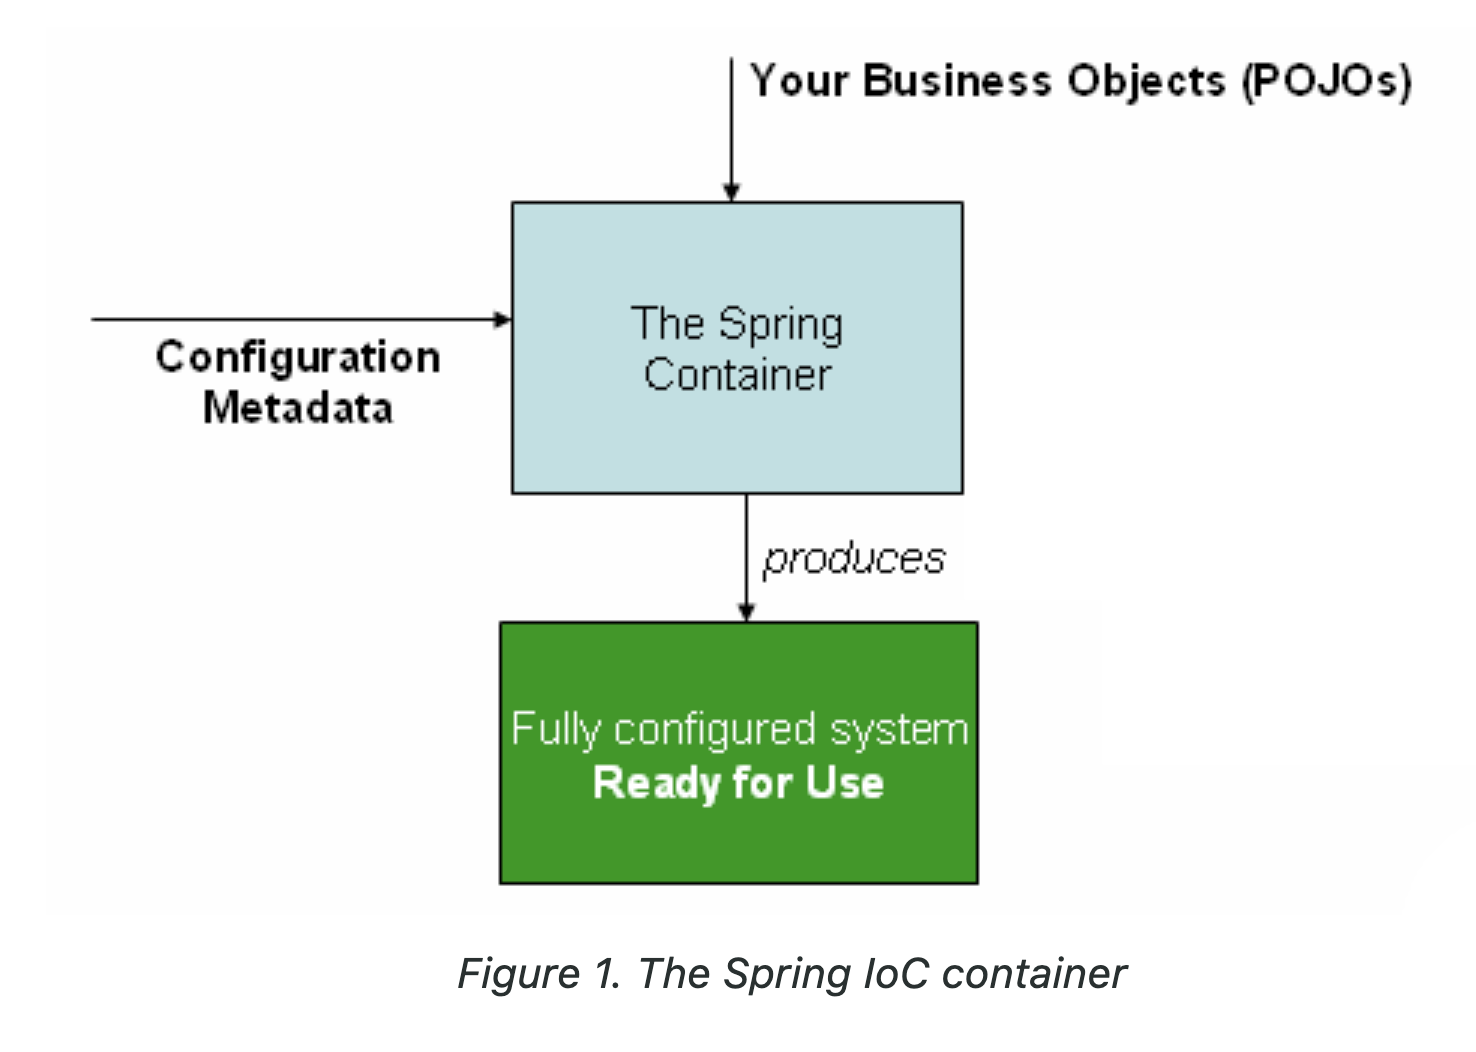 Your Business Objects (POJOs)
The Spring
Container
Configuration
Metadata
produces
Fully configured system
Ready for Use
Figure 1. The Spring IoC container